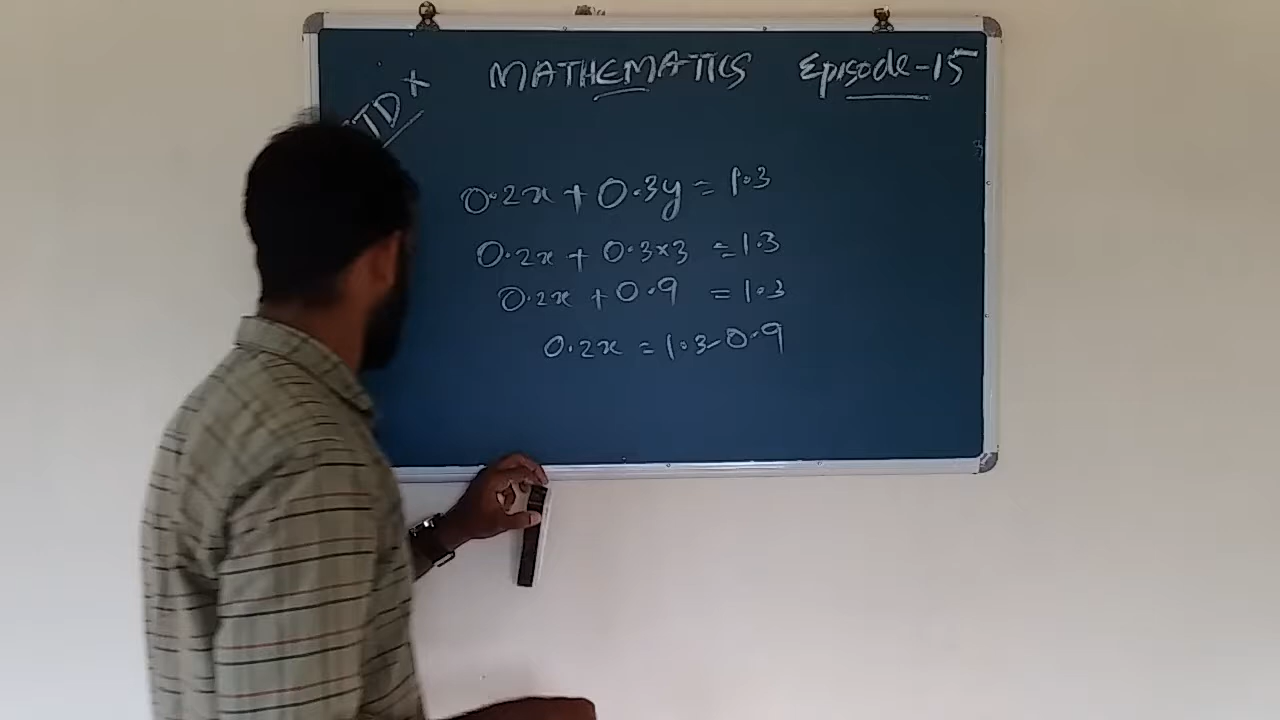 MATHEMATICS Episode-15
TD X
0.2x + 0.3y = 1.3
0.2x + 0.3×3 = 1.3
0.2x + 0.9 = 1.3
0.2x = 1.3-0.9